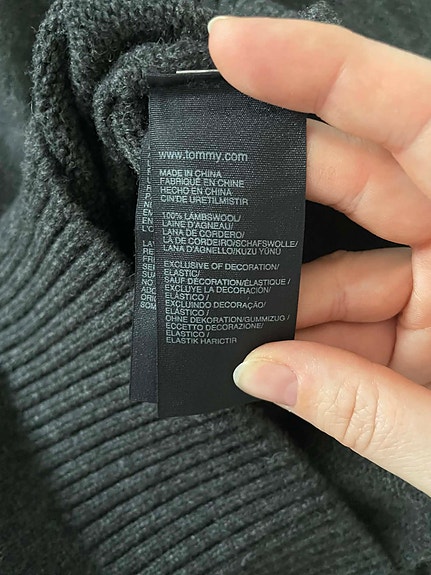 www.tommy.com
MADE IN CHINA
FABRIQUÉ EN CHINE
HECHO EN CHINA
CIN'DE URETILMISTIR
100% LAMBSWOOL/
LAINE D'AGNEAU/
LANA DE CORDERO/
LÃ DE CORDEIRO/SCHAFSWOLLE/
LANA D'AGNELLO/KUZU YÜNÜ
EXCLUSIVE OF DECORATION/
ELASTIC/
SAUF DÉCORATION/ÉLASTIQUE /
EXCLUYE LA DECORACIÓN/
ELÁSTICO /
EXCLUINDO DECORAÇÃO/
ELÁSTICO /
OHNE DEKORATION/GUMMIZUG /
ECCETTO DECORAZIONE/
ELASTICO /
ELASTIK HARICTIR